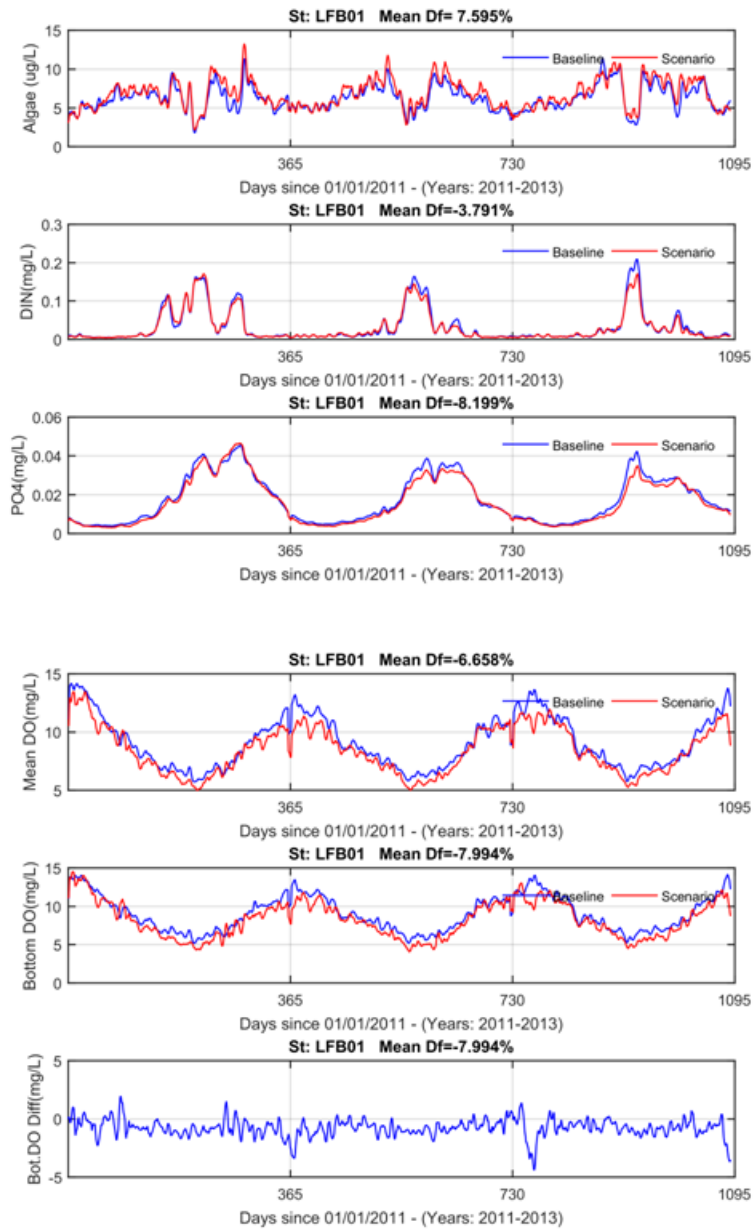 St: LFB01 Mean Df= 7.595%
15
Baseline Scenario
10
5
0
Algae (ug/L)
365 730 1095
Days since 01/01/2011 - (Years: 2011-2013)
St: LFB01 Mean Df=-3.791%
0.3
Baseline Scenario
0.2
0.1
0
DIN(mg/L)
365 730 1095
Days since 01/01/2011 - (Years: 2011-2013)
St: LFB01 Mean Df=-8.199%
0.06
Baseline Scenario
0.04
0.02
0
PO4(mg/L)
365 730 1095
Days since 01/01/2011 - (Years: 2011-2013)
St: LFB01 Mean Df=-6.658%
15
Baseline Scenario
10
5
Mean DO(mg/L)
365 730 1095
Days since 01/01/2011 - (Years: 2011-2013)
St: LFB01 Mean Df=-7.994%
15
Baseline Scenario
10
5
0
Bottom DO(mg/L)
365 730 1095
Days since 01/01/2011 - (Years: 2011-2013)
St: LFB01 Mean Df=-7.994%
5
0
-5
Bot.DO Diff(mg/L)
365 730 1095
Days since 01/01/2011 - (Years: 2011-2013)